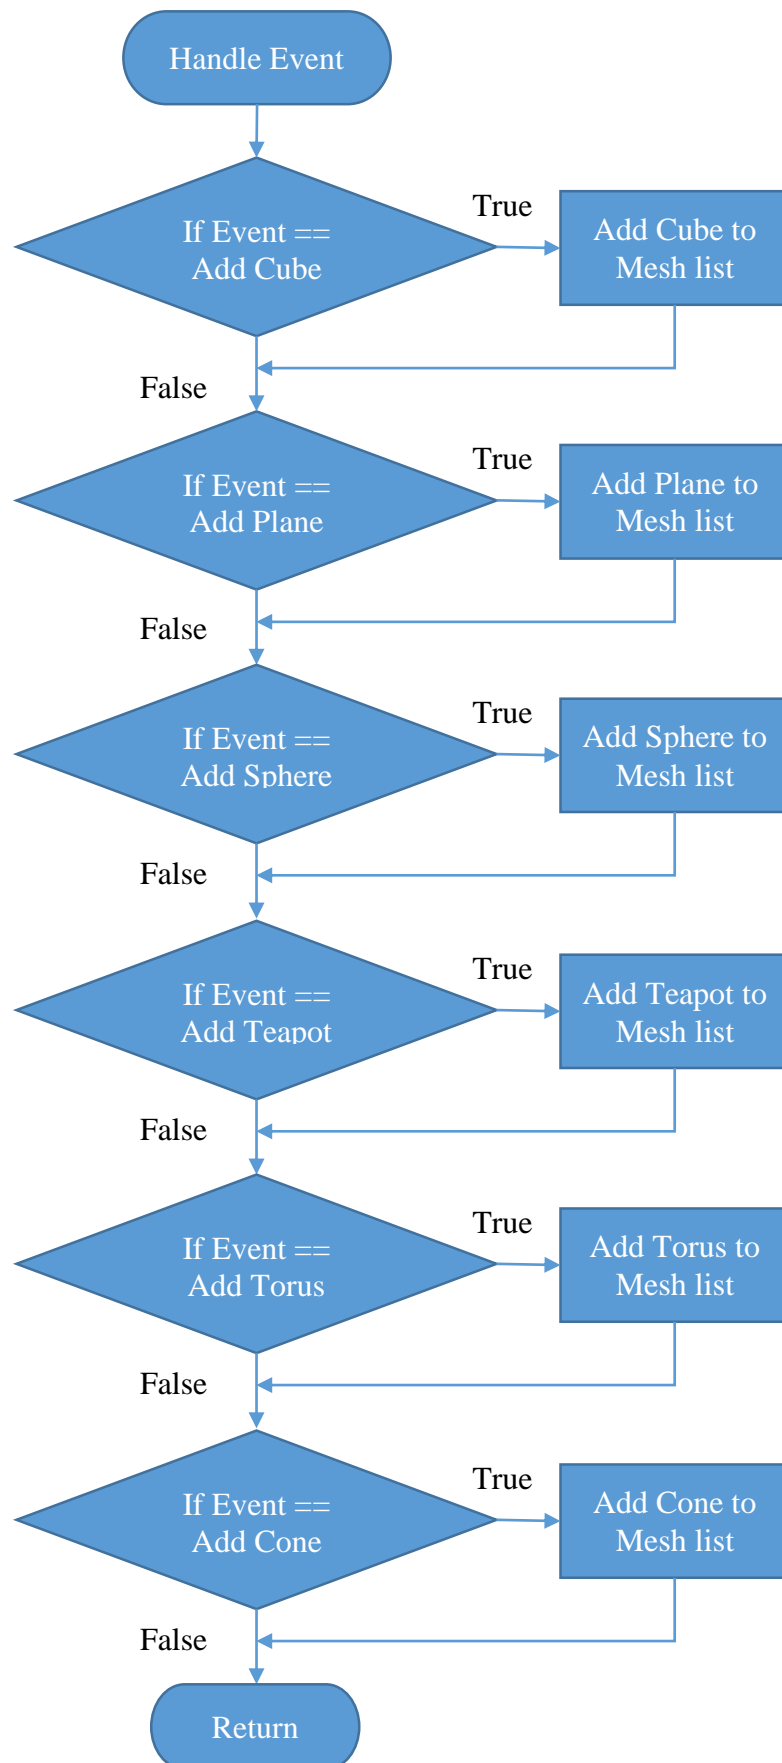 Handle Event
If Event ==
Add Cube
True
Add Cube to
Mesh list
False
If Event ==
Add Plane
True
Add Plane to
Mesh list
False
If Event ==
Add Sphere
True
Add Sphere to
Mesh list
False
If Event ==
Add Teapot
True
Add Teapot to
Mesh list
False
If Event ==
Add Torus
True
Add Torus to
Mesh list
False
If Event ==
Add Cone
True
Add Cone to
Mesh list
False
Return